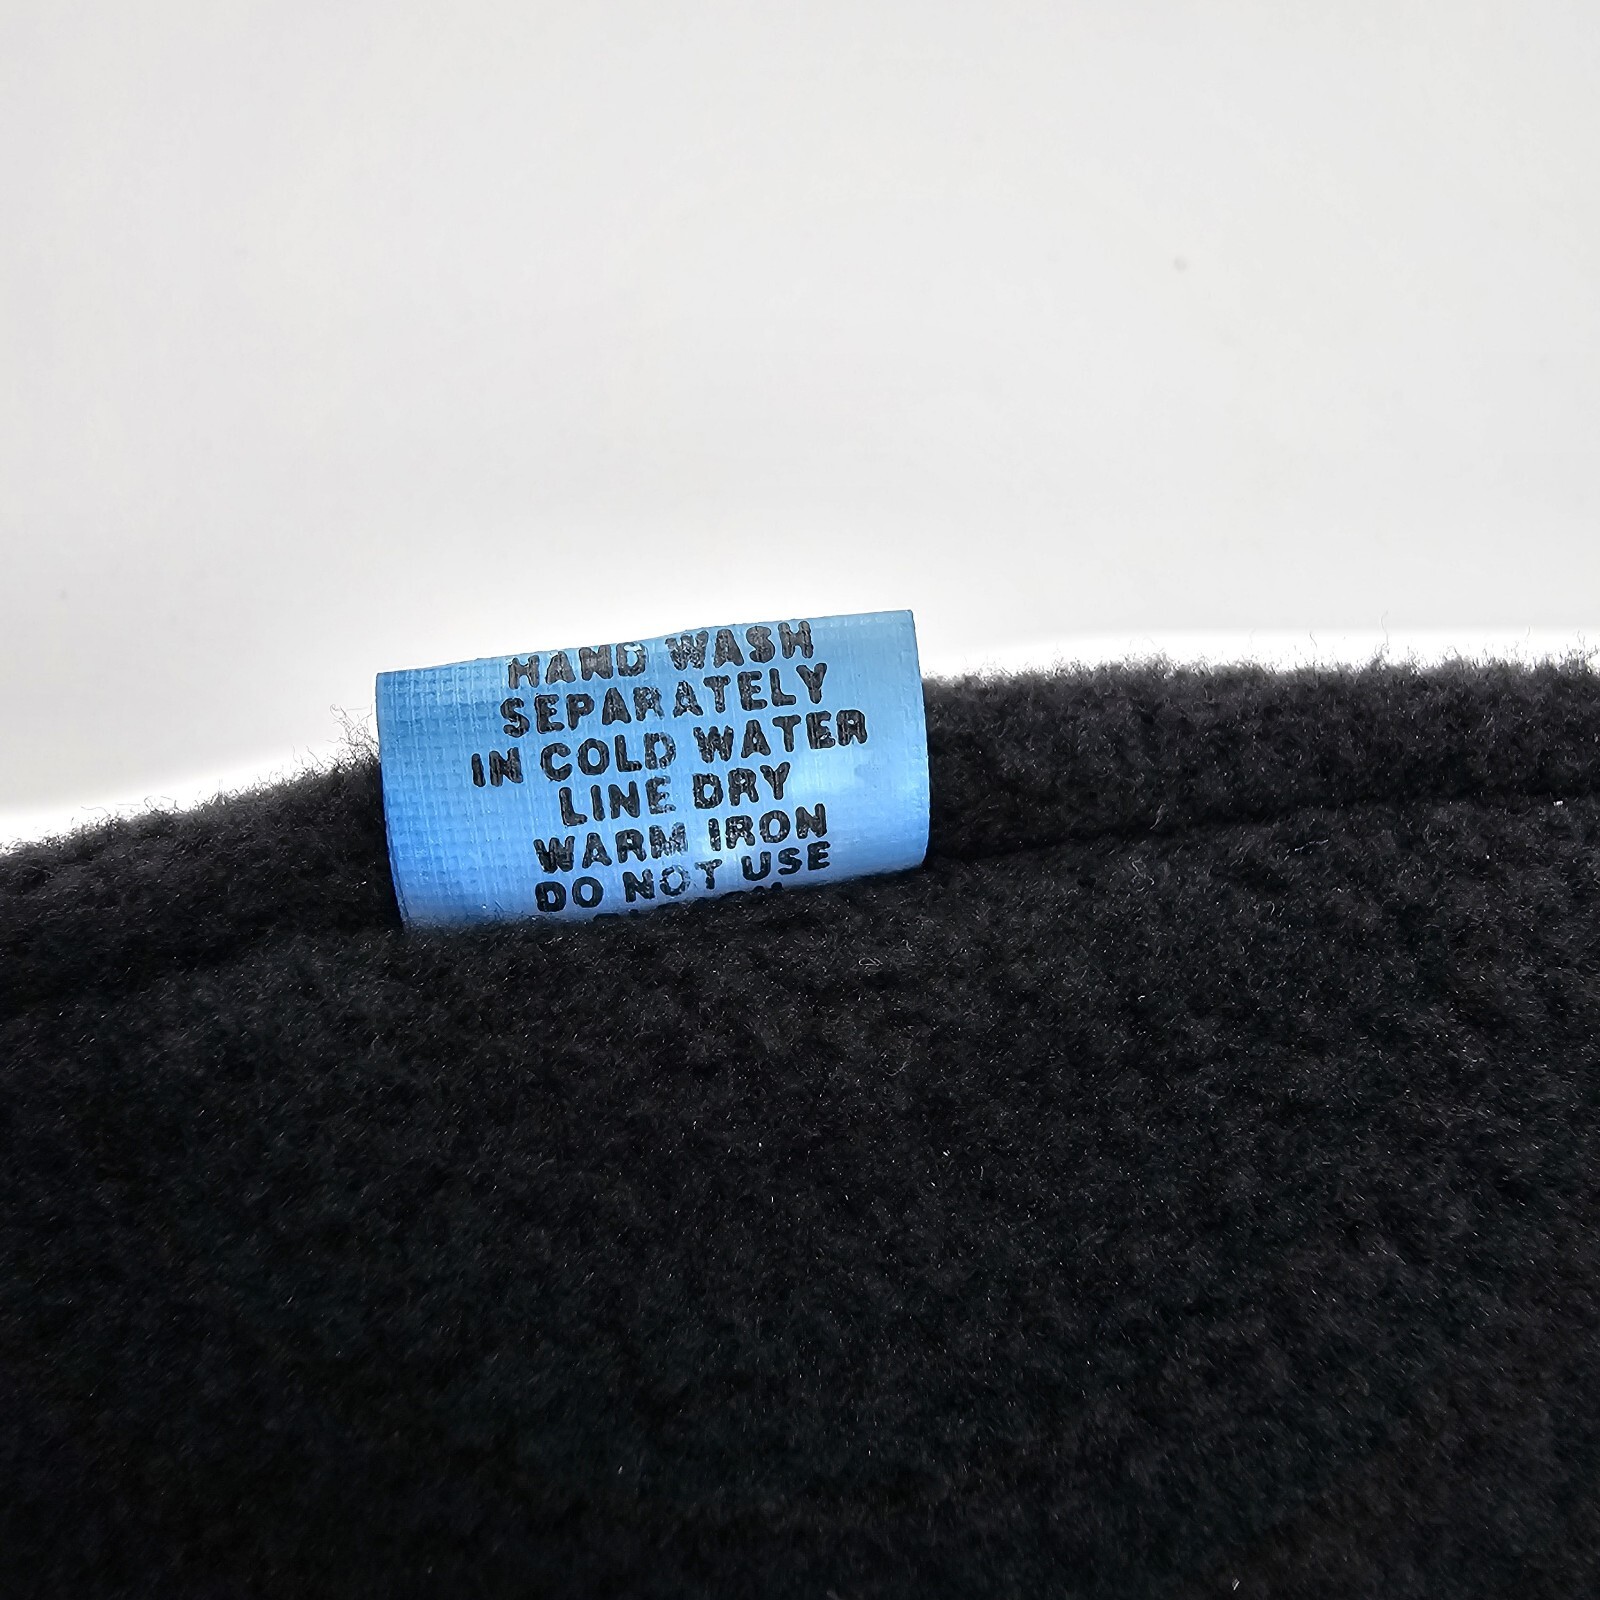 HAND WASH
SEPARATELY
IN COLD WATER
LINE DRY
WARM IRON
DO NOT USE